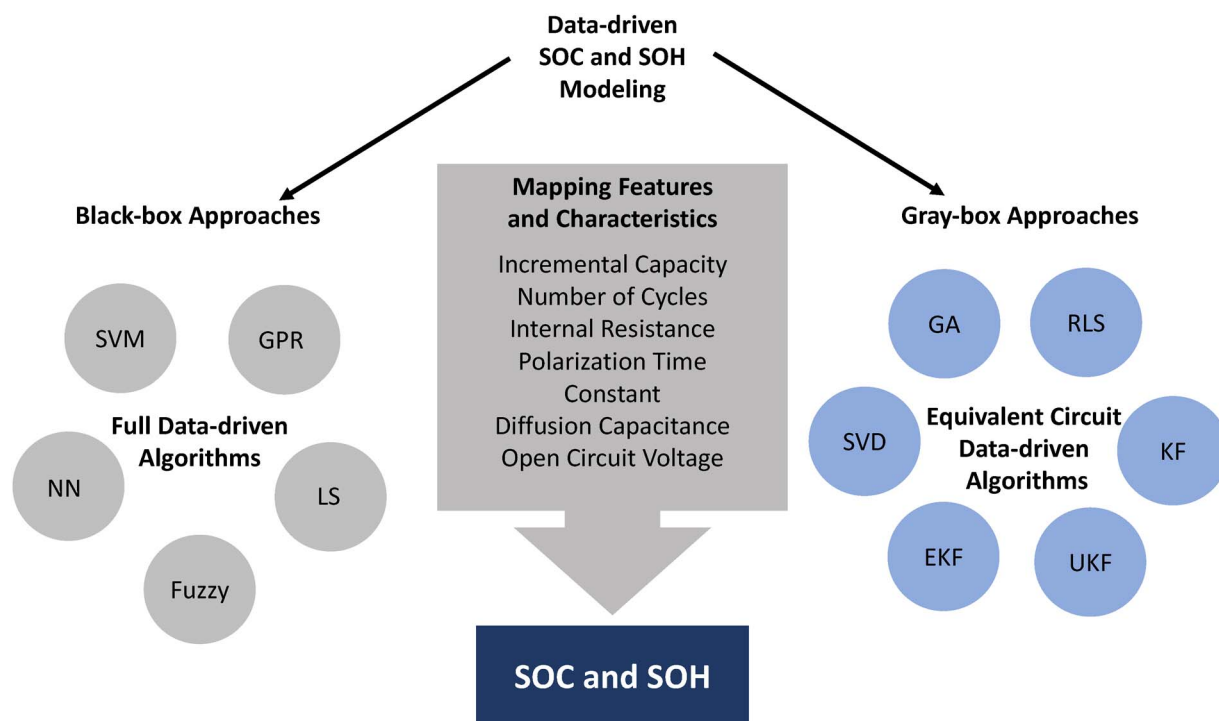 Data-driven
SOC and SOH
Modeling
Black-box Approaches
SVM
GPR
Full Data-driven
Algorithms
NN
LS
Fuzzy
Mapping Features
and Characteristics
Incremental Capacity
Number of Cycles
Internal Resistance
Polarization Time
Constant
Diffusion Capacitance
Open Circuit Voltage
SOC and SOH
Gray-box Approaches
GA
RLS
SVD
Equivalent Circuit
Data-driven
Algorithms
KF
EKF
UKF